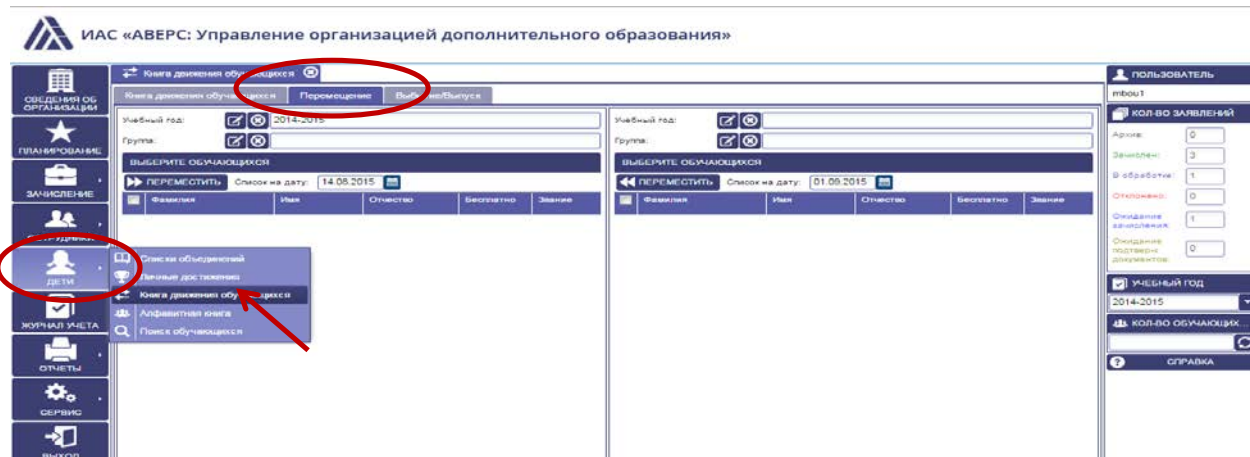 ИАС «АВЕРС: Управление организацией дополнительного образования»
СВЕДЕНИЯ ОБ ОРГАНИЗАЦИИ
ПЛАНИРОВАНИЕ
ЗАЧИСЛЕНИЕ
СОТРУДНИКИ
ДЕТИ
ЖУРНАЛ УЧЕТА
ОТЧЕТЫ
СЕРВИС
ВЫХОД
Книга движения обучающихся
Книга движения обучающихся Перемещение Выбытие/Выпуск
Учебный год: 2014-2015
Группа:
ВЫБЕРИТЕ ОБУЧАЮЩИХСЯ
ПЕРЕМЕСТИТЬ Список на дату: 14.08.2015
Фамилия Имя Отчество Бесплатно Звание
Списки объединений
Личные достижения
Книга движения обучающихся
Алфавитная книга
Поиск обучающихся
Учебный год:
Группа:
ВЫБЕРИТЕ ОБУЧАЮЩИХСЯ
ПЕРЕМЕСТИТЬ Список на дату: 01.09.2015
Фамилия Имя Отчество Бесплатно Звание
ПОЛЬЗОВАТЕЛЬ
mbou1
КОЛ-ВО ЗАЯВЛЕНИЙ
Архив: 0
Зачислен: 3
В обработке: 1
Отклонено: 0
Ожидание зачисления: 1
Ожидание подтверж. документов: 0
УЧЕБНЫЙ ГОД
2014-2015
КОЛ-ВО ОБУЧАЮЩИХ...
СПРАВКА